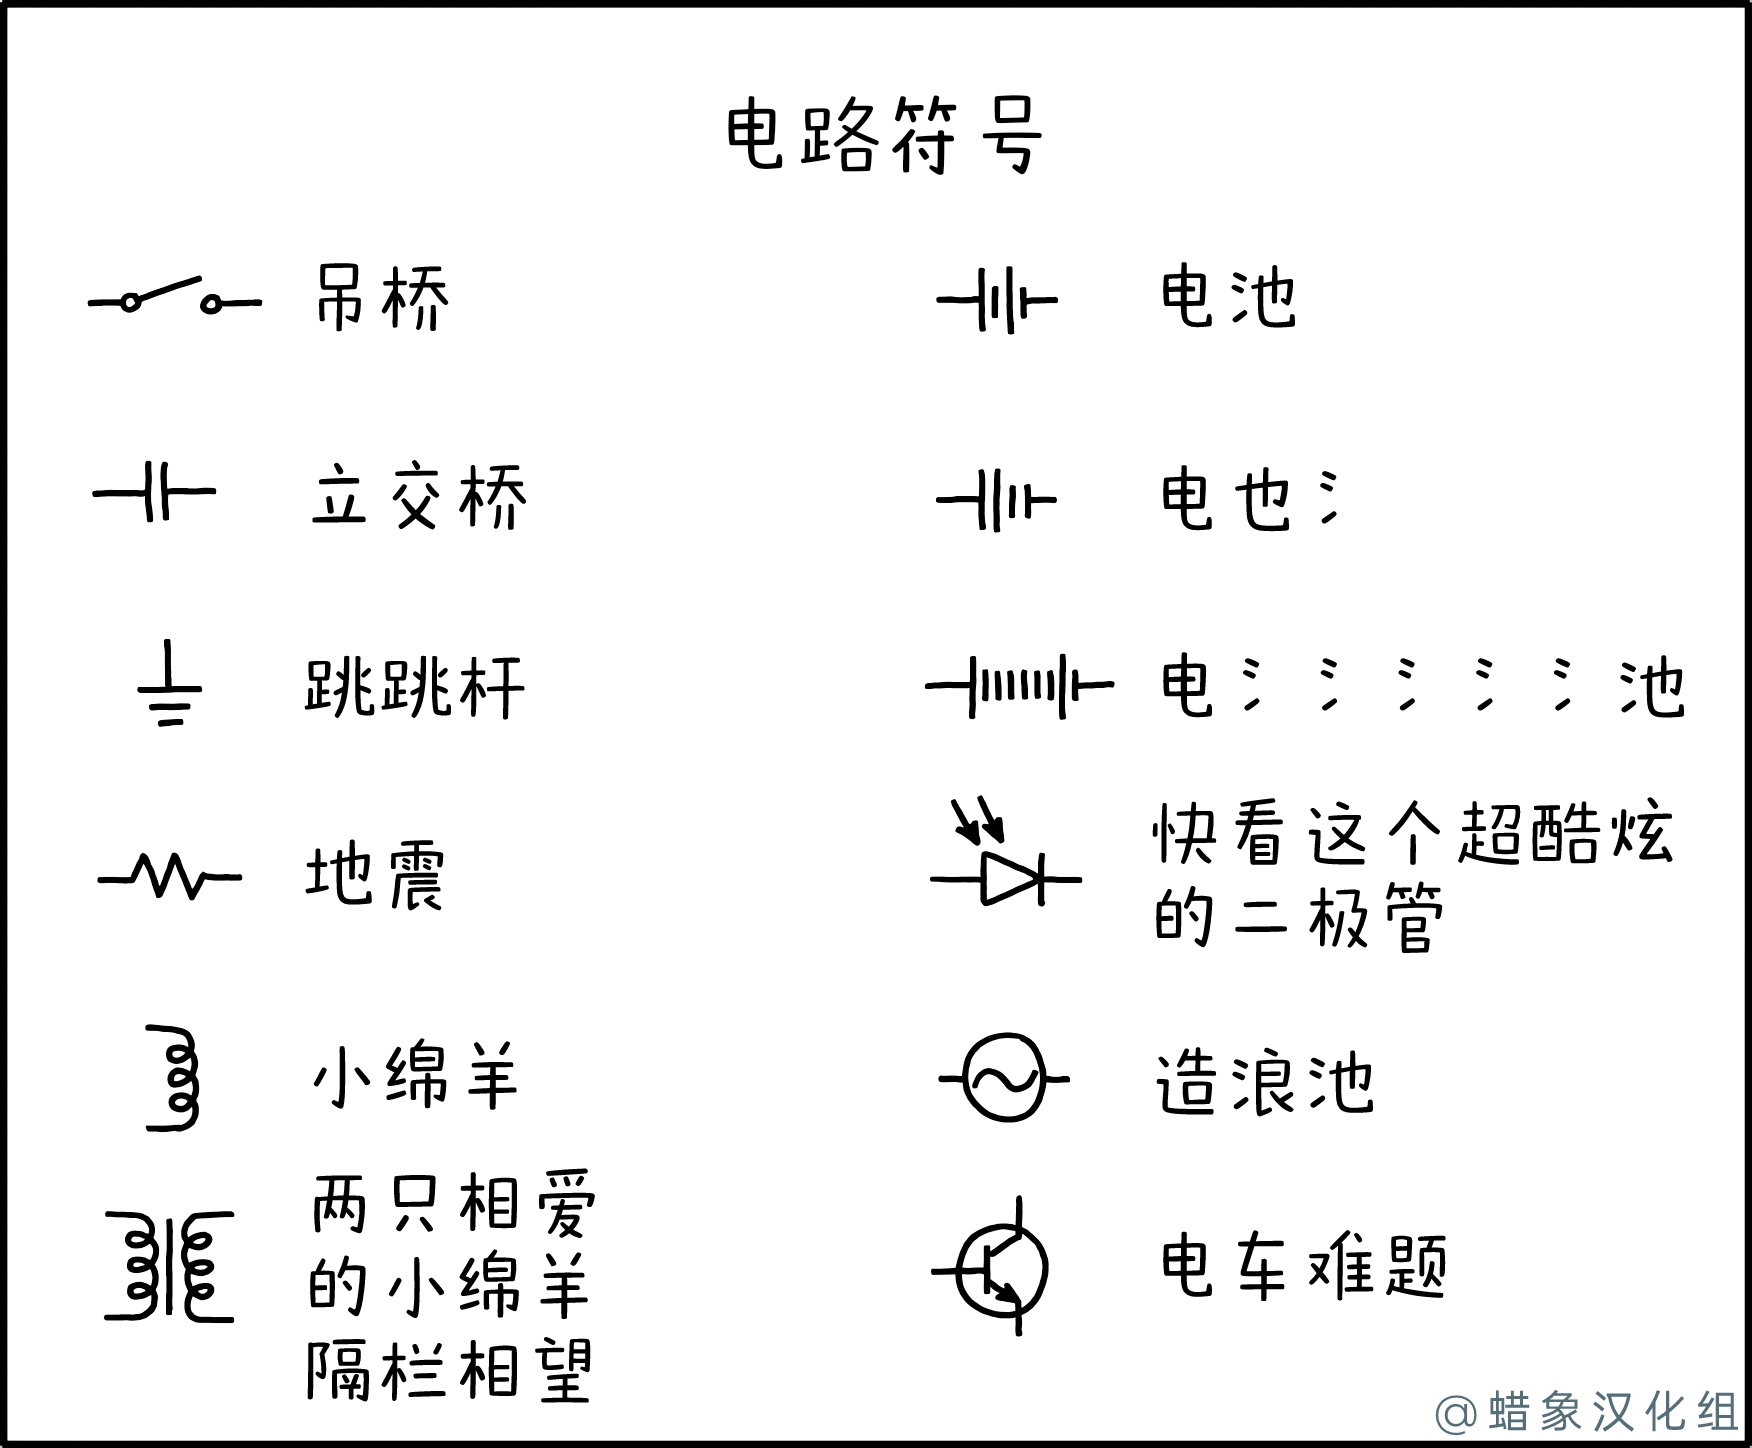 电路符号
吊桥
电池
立交桥
电也氵
跳跳杆
电氵氵氵氵氵池
地震
快看这个超酷炫
的二极管
小绵羊
造浪池
两只相爱
的小绵羊
隔栏相望
电车难题
@蜡象汉化组